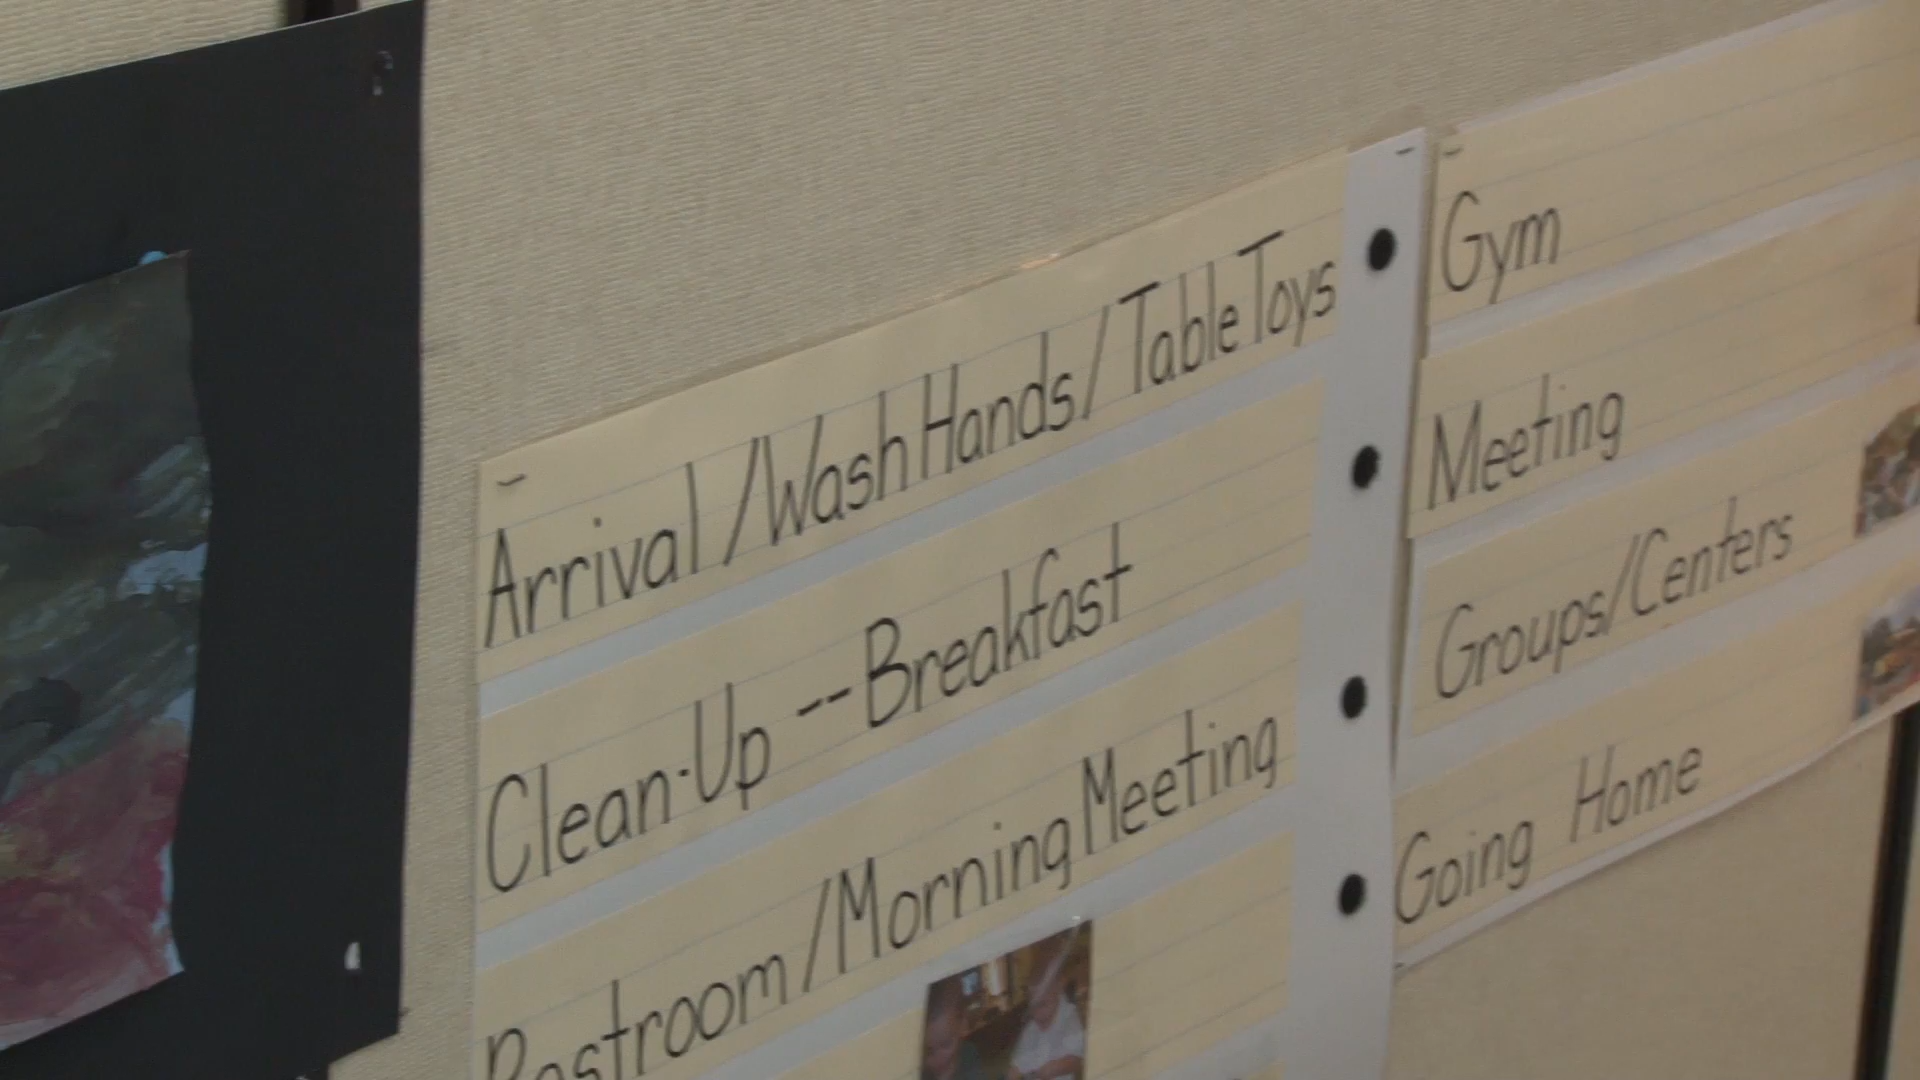 Arrival/Wash Hands/Table Toys
Clean-Up -- Breakfast
Restroom/Morning Meeting
Gym
Meeting
Groups/Centers
Going Home